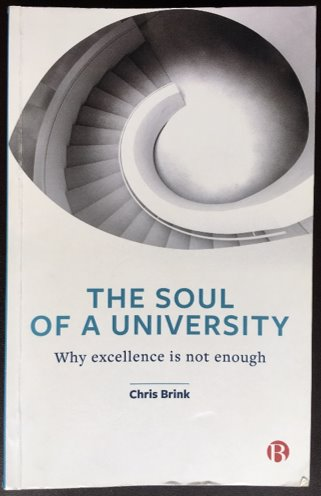 THE SOUL
OF A UNIVERSITY
Why excellence is not enough
Chris Brink
B